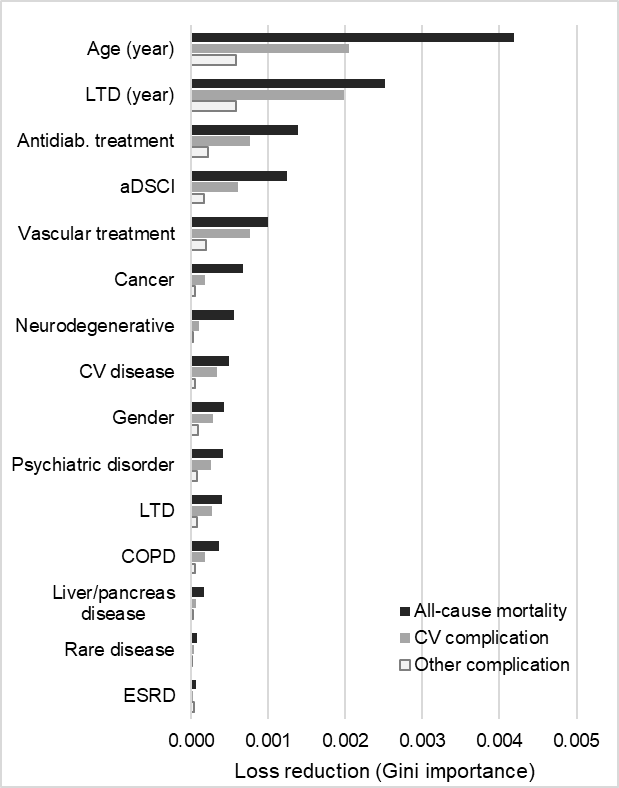 Age (year)
LTD (year)
Antidiab. treatment
aDSCI
Vascular treatment
Cancer
Neurodegenerative
CV disease
Gender
Psychiatric disorder
LTD
COPD
Liver/pancreas
disease
Rare disease
ESRD
All-cause mortality
CV complication
Other complication
0.000 0.001 0.002 0.003 0.004 0.005
Loss reduction (Gini importance)